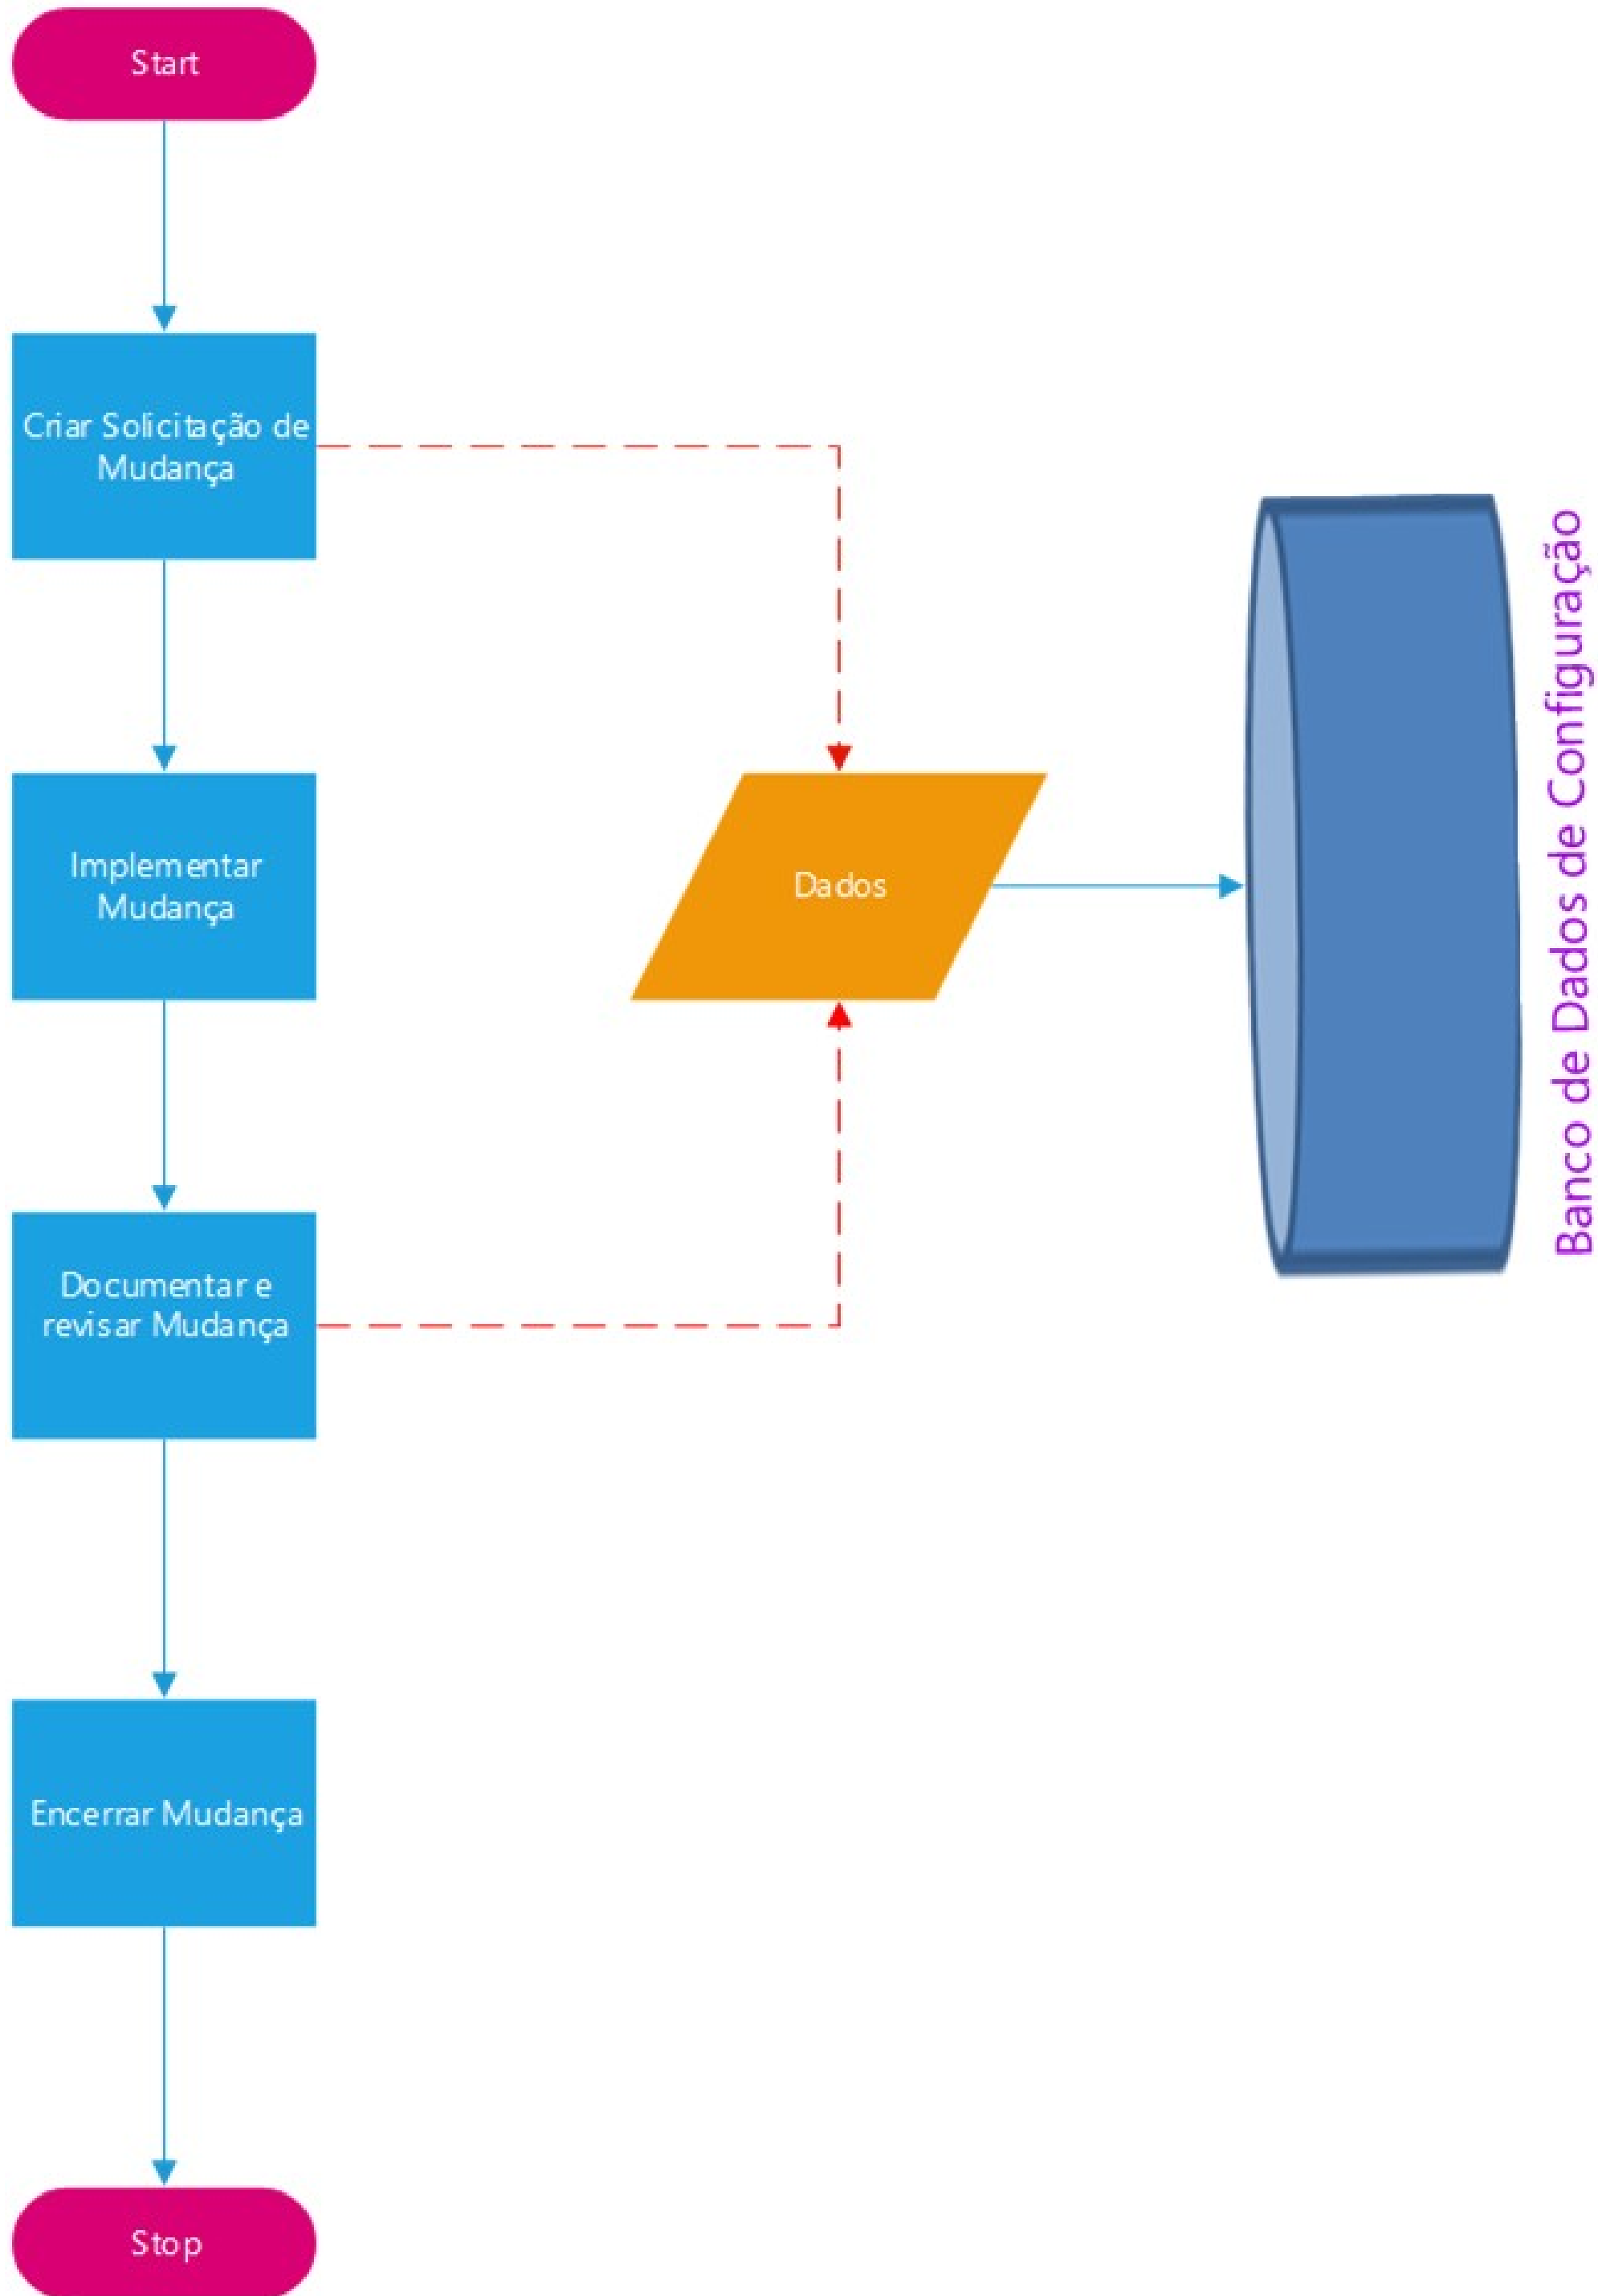 Start
Criar Solicitação de
Mudança
Implementar
Mudança
Dados
Banco de Dados de Configuração
Documentar e
revisar Mudança
Encerrar Mudança
Stop